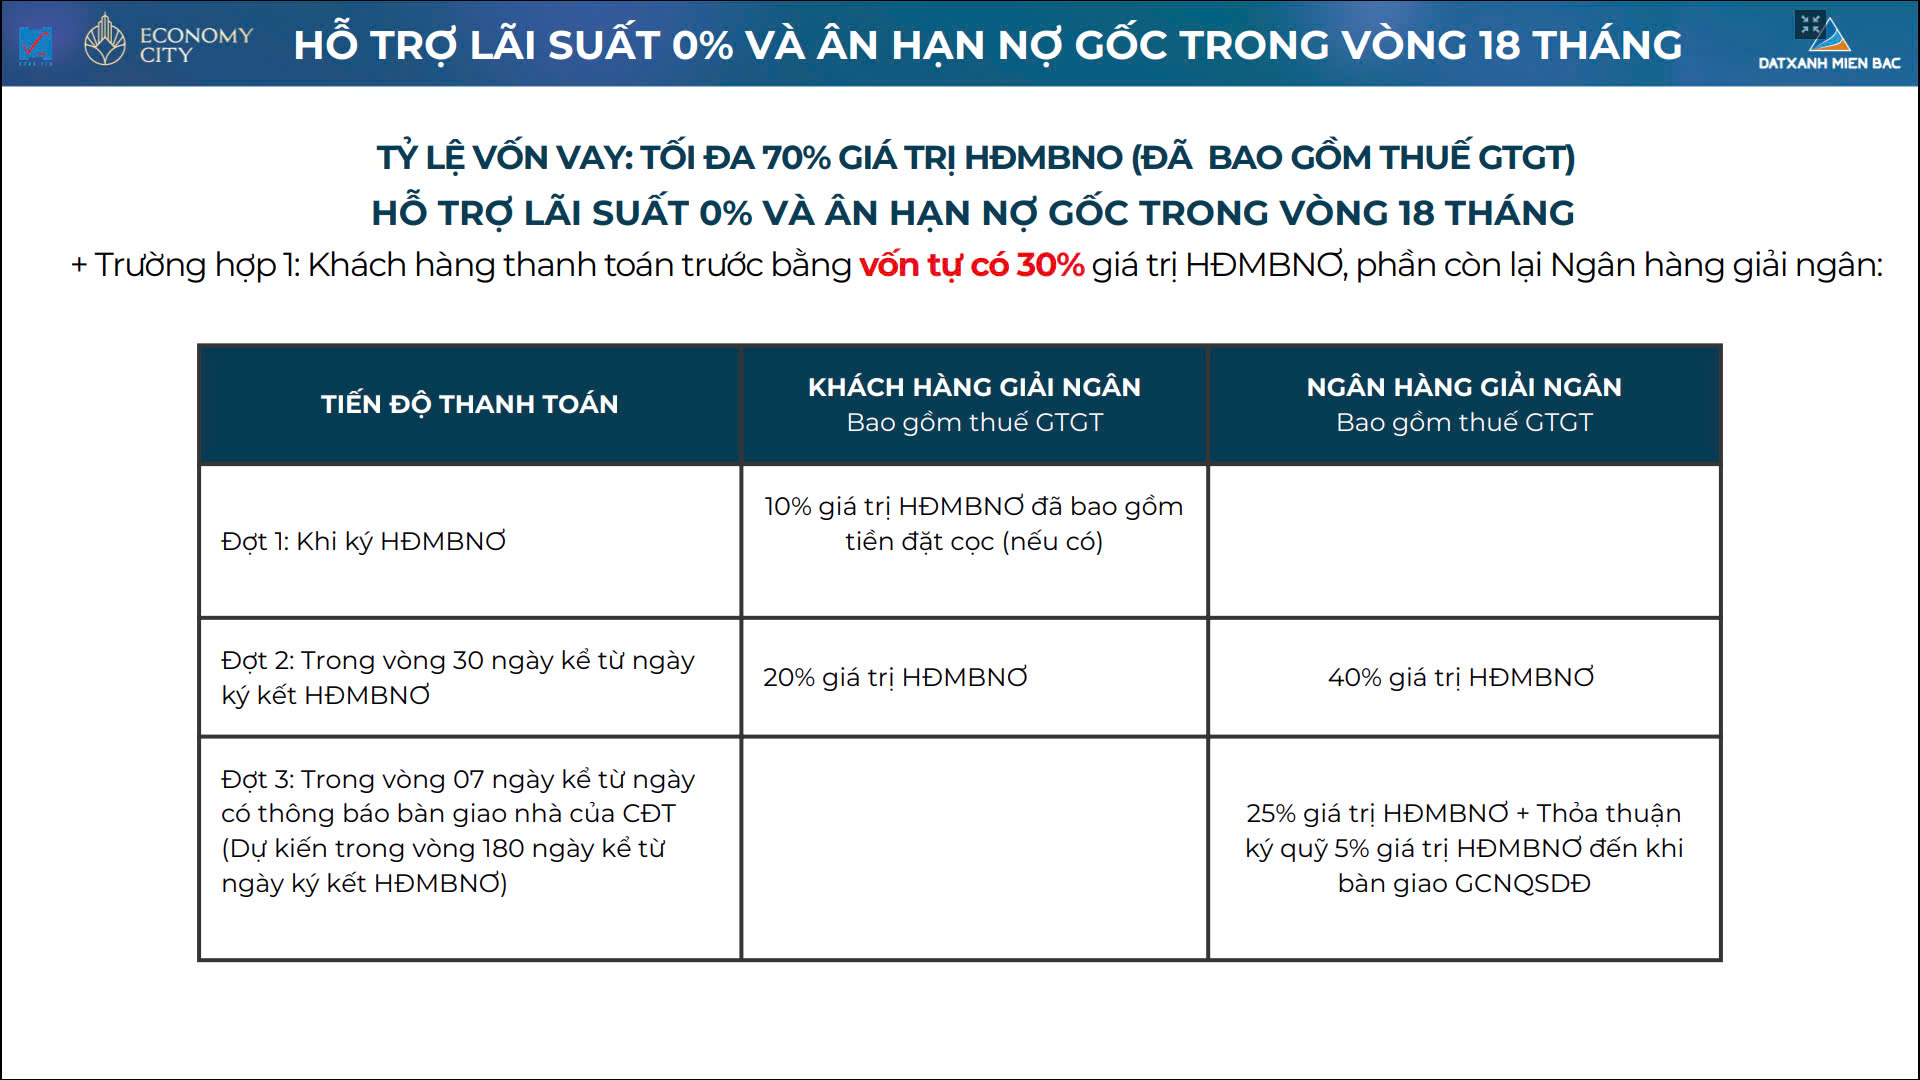 ECONOMY
CITY
HỖ TRỢ LÃI SUẤT 0% VÀ ÂN HẠN NỢ GỐC TRONG VÒNG 18 THÁNG
DATXANH MIEN BAC
TỶ LỆ VỐN VAY: TỐI ĐA 70% GIÁ TRỊ HĐMBNO (ĐÃ BAO GỒM THUẾ GTGT)
HỖ TRỢ LÃI SUẤT 0% VÀ ÂN HẠN NỢ GỐC TRONG VÒNG 18 THÁNG
+ Trường hợp 1: Khách hàng thanh toán trước bằng vốn tự có 30% giá trị HĐMBNƠ, phần còn lại Ngân hàng giải ngân:
TIẾN ĐỘ THANH TOÁN
KHÁCH HÀNG GIẢI NGÂN
Bao gồm thuế GTGT
NGÂN HÀNG GIẢI NGÂN
Bao gồm thuế GTGT
Đợt 1: Khi ký HĐMBNƠ
10% giá trị HĐMBNƠ đã bao gồm
tiền đặt cọc (nếu có)
Đợt 2: Trong vòng 30 ngày kể từ ngày
ký kết HĐMBNƠ
20% giá trị HĐMBNƠ
40% giá trị HĐMBNƠ
Đợt 3: Trong vòng 07 ngày kể từ ngày
có thông báo bàn giao nhà của CĐT
(Dự kiến trong vòng 180 ngày kể từ
ngày ký kết HĐMBNƠ)
25% giá trị HĐMBNƠ + Thỏa thuận
ký quỹ 5% giá trị HĐMBNƠ đến khi
bàn giao GCNQSDĐ